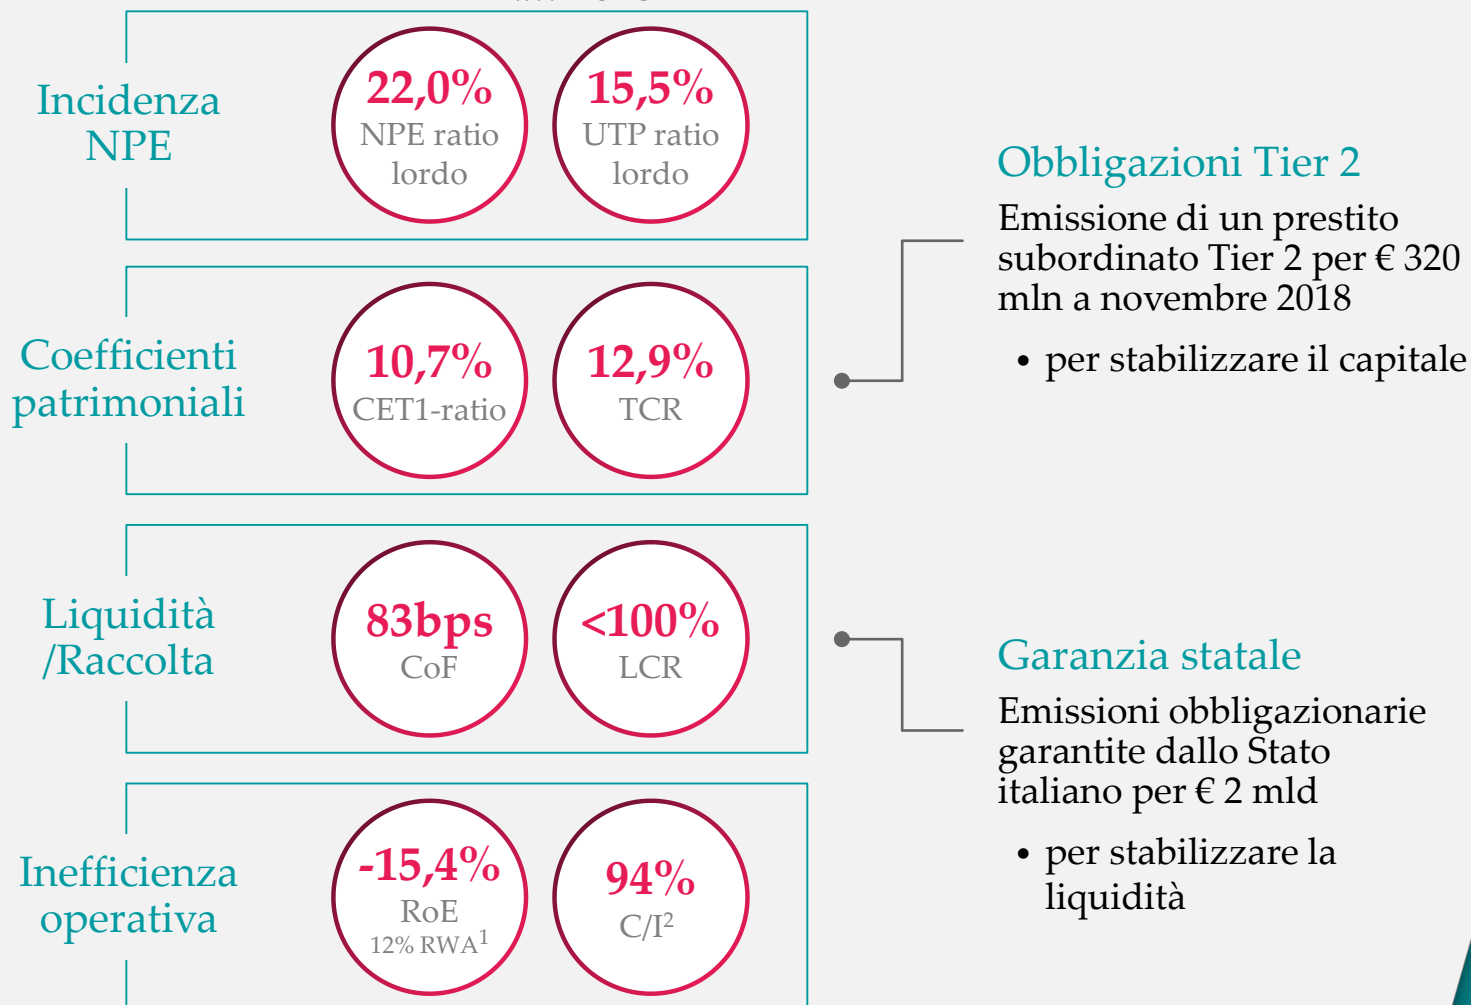 Incidenza
NPE
22,0%
NPE ratio
lordo
15,5%
UTP ratio
lordo
Coefficienti
patrimoniali
10,7%
CET1-ratio
12,9%
TCR
Obbligazioni Tier 2
Emissione di un prestito
subordinato Tier 2 per € 320
mln a novembre 2018
• per stabilizzare il capitale
Liquidità
/Raccolta
83bps
CoF
<100%
LCR
Garanzia statale
Emissioni obbligazionarie
garantite dallo Stato
italiano per € 2 mld
• per stabilizzare la
liquidità
Inefficienza
operativa
-15,4%
RoE
12% RWA¹
94%
C/I²